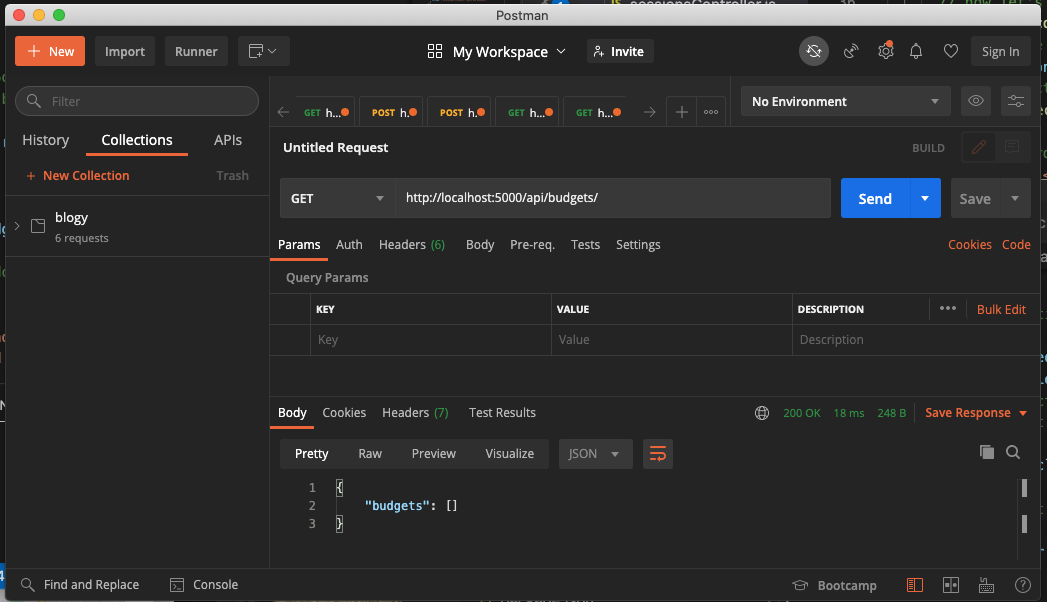 sessionsController.js
Postman
New Import Runner My Workspace Invite Sign In
Filter
GET h... POST h. POST h. GET h... GET h... No Environment
History Collections APIs
Untitled Request BUILD
New Collection Trash
GET http://localhost:5000/api/budgets/ Send Save
blogy
6 requests
Params Auth Headers (6) Body Pre-req. Tests Settings Cookies Code
Query Params
KEY VALUE DESCRIPTION Bulk Edit
Key Value Description
Body Cookies Headers (7) Test Results 200 OK 18 ms 248 B Save Response
Pretty Raw Preview Visualize JSON
1 {
2 "budgets": []
3 }
Find and Replace Console Bootcamp